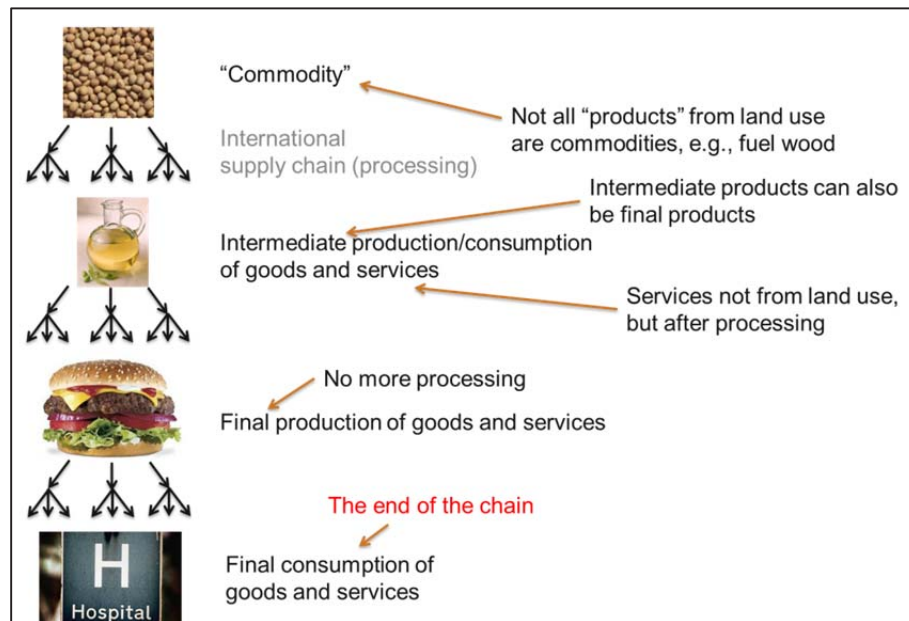 “Commodity”
Not all “products” from land use
are commodities, e.g., fuel wood
International
supply chain (processing)
Intermediate products can also
be final products
Intermediate production/consumption
of goods and services
Services not from land use,
but after processing
No more processing
Final production of goods and services
The end of the chain
H
Hospital
Final consumption of
goods and services